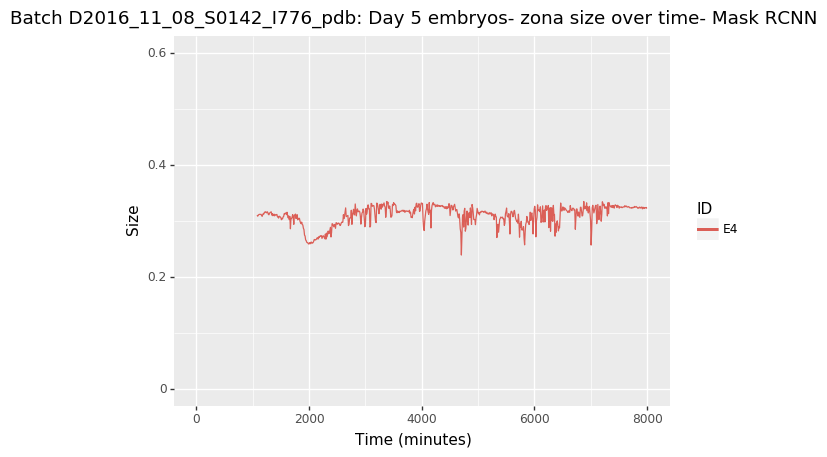 Batch D2016_11_08_S0142_I776_pdb: Day 5 embryos- zona size over time- Mask RCNN
0.6
0.4
0.2
0
Size
0
2000
4000
6000
8000
Time (minutes)
ID
E4